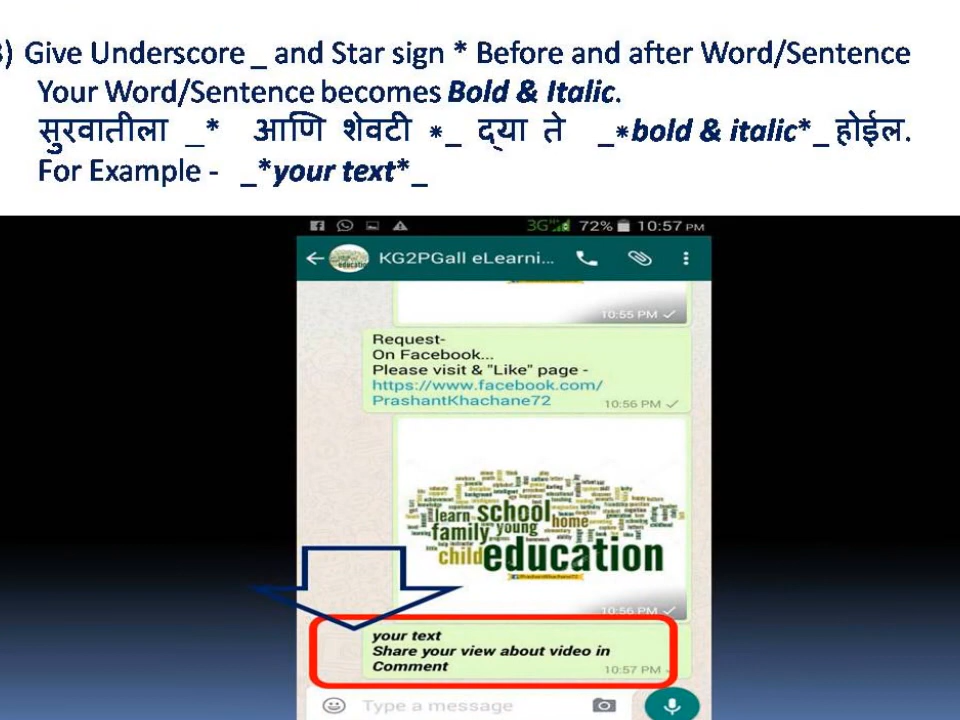 3) Give Underscore _ and Star sign * Before and after Word/Sentence
Your Word/Sentence becomes Bold & Italic.
सुरवातीला _* आणि शेवटी *_ द्या ते _*bold & italic*_ होईल.
For Example - _*your text*_
3G 72% 10:57 PM
KG2PGall eLearni...
10:55 PM
Request-
On Facebook...
Please visit & "Like" page -
https://www.facebook.com/
PrashantKhachane72
10:56 PM
learn school
family young home
child education
10:56 PM
your text
Share your view about video in
Comment
10:57 PM
Type a message